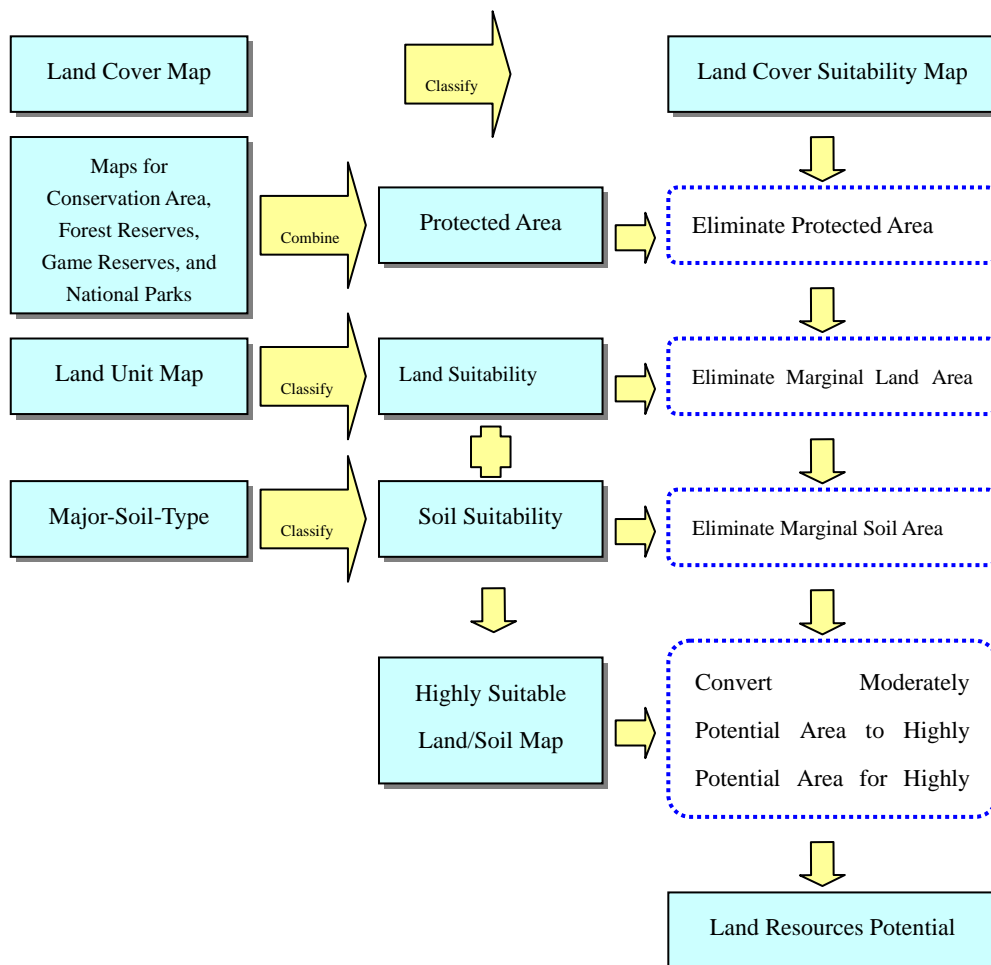 Land Cover Map
Classify
Land Cover Suitability Map
Maps for
Conservation Area,
Forest Reserves,
Game Reserves, and
National Parks
Combine
Protected Area
Eliminate Protected Area
Land Unit Map
Classify
Land Suitability
Eliminate Marginal Land Area
Major-Soil-Type
Classify
Soil Suitability
Eliminate Marginal Soil Area
Highly Suitable
Land/Soil Map
Convert Moderately
Potential Area to Highly
Potential Area for Highly
Land Resources Potential